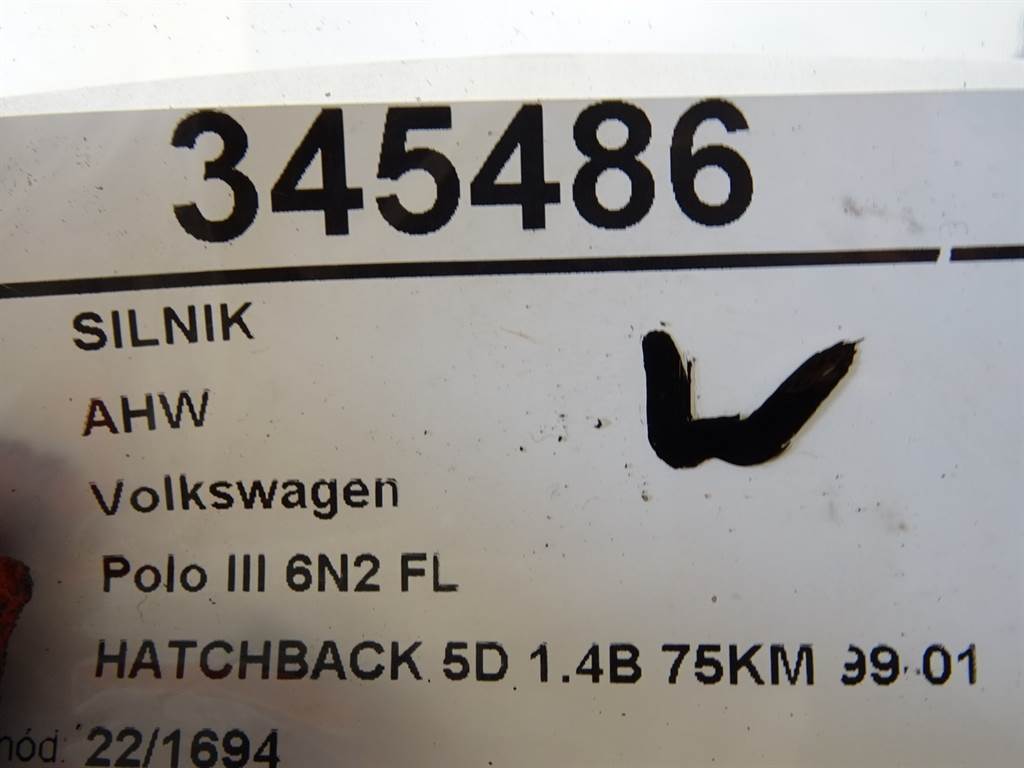 345486
SILNIK
AHW
Volkswagen
Polo III 6N2 FL
HATCHBACK 5D 1.4B 75KM 99-01
22/1694